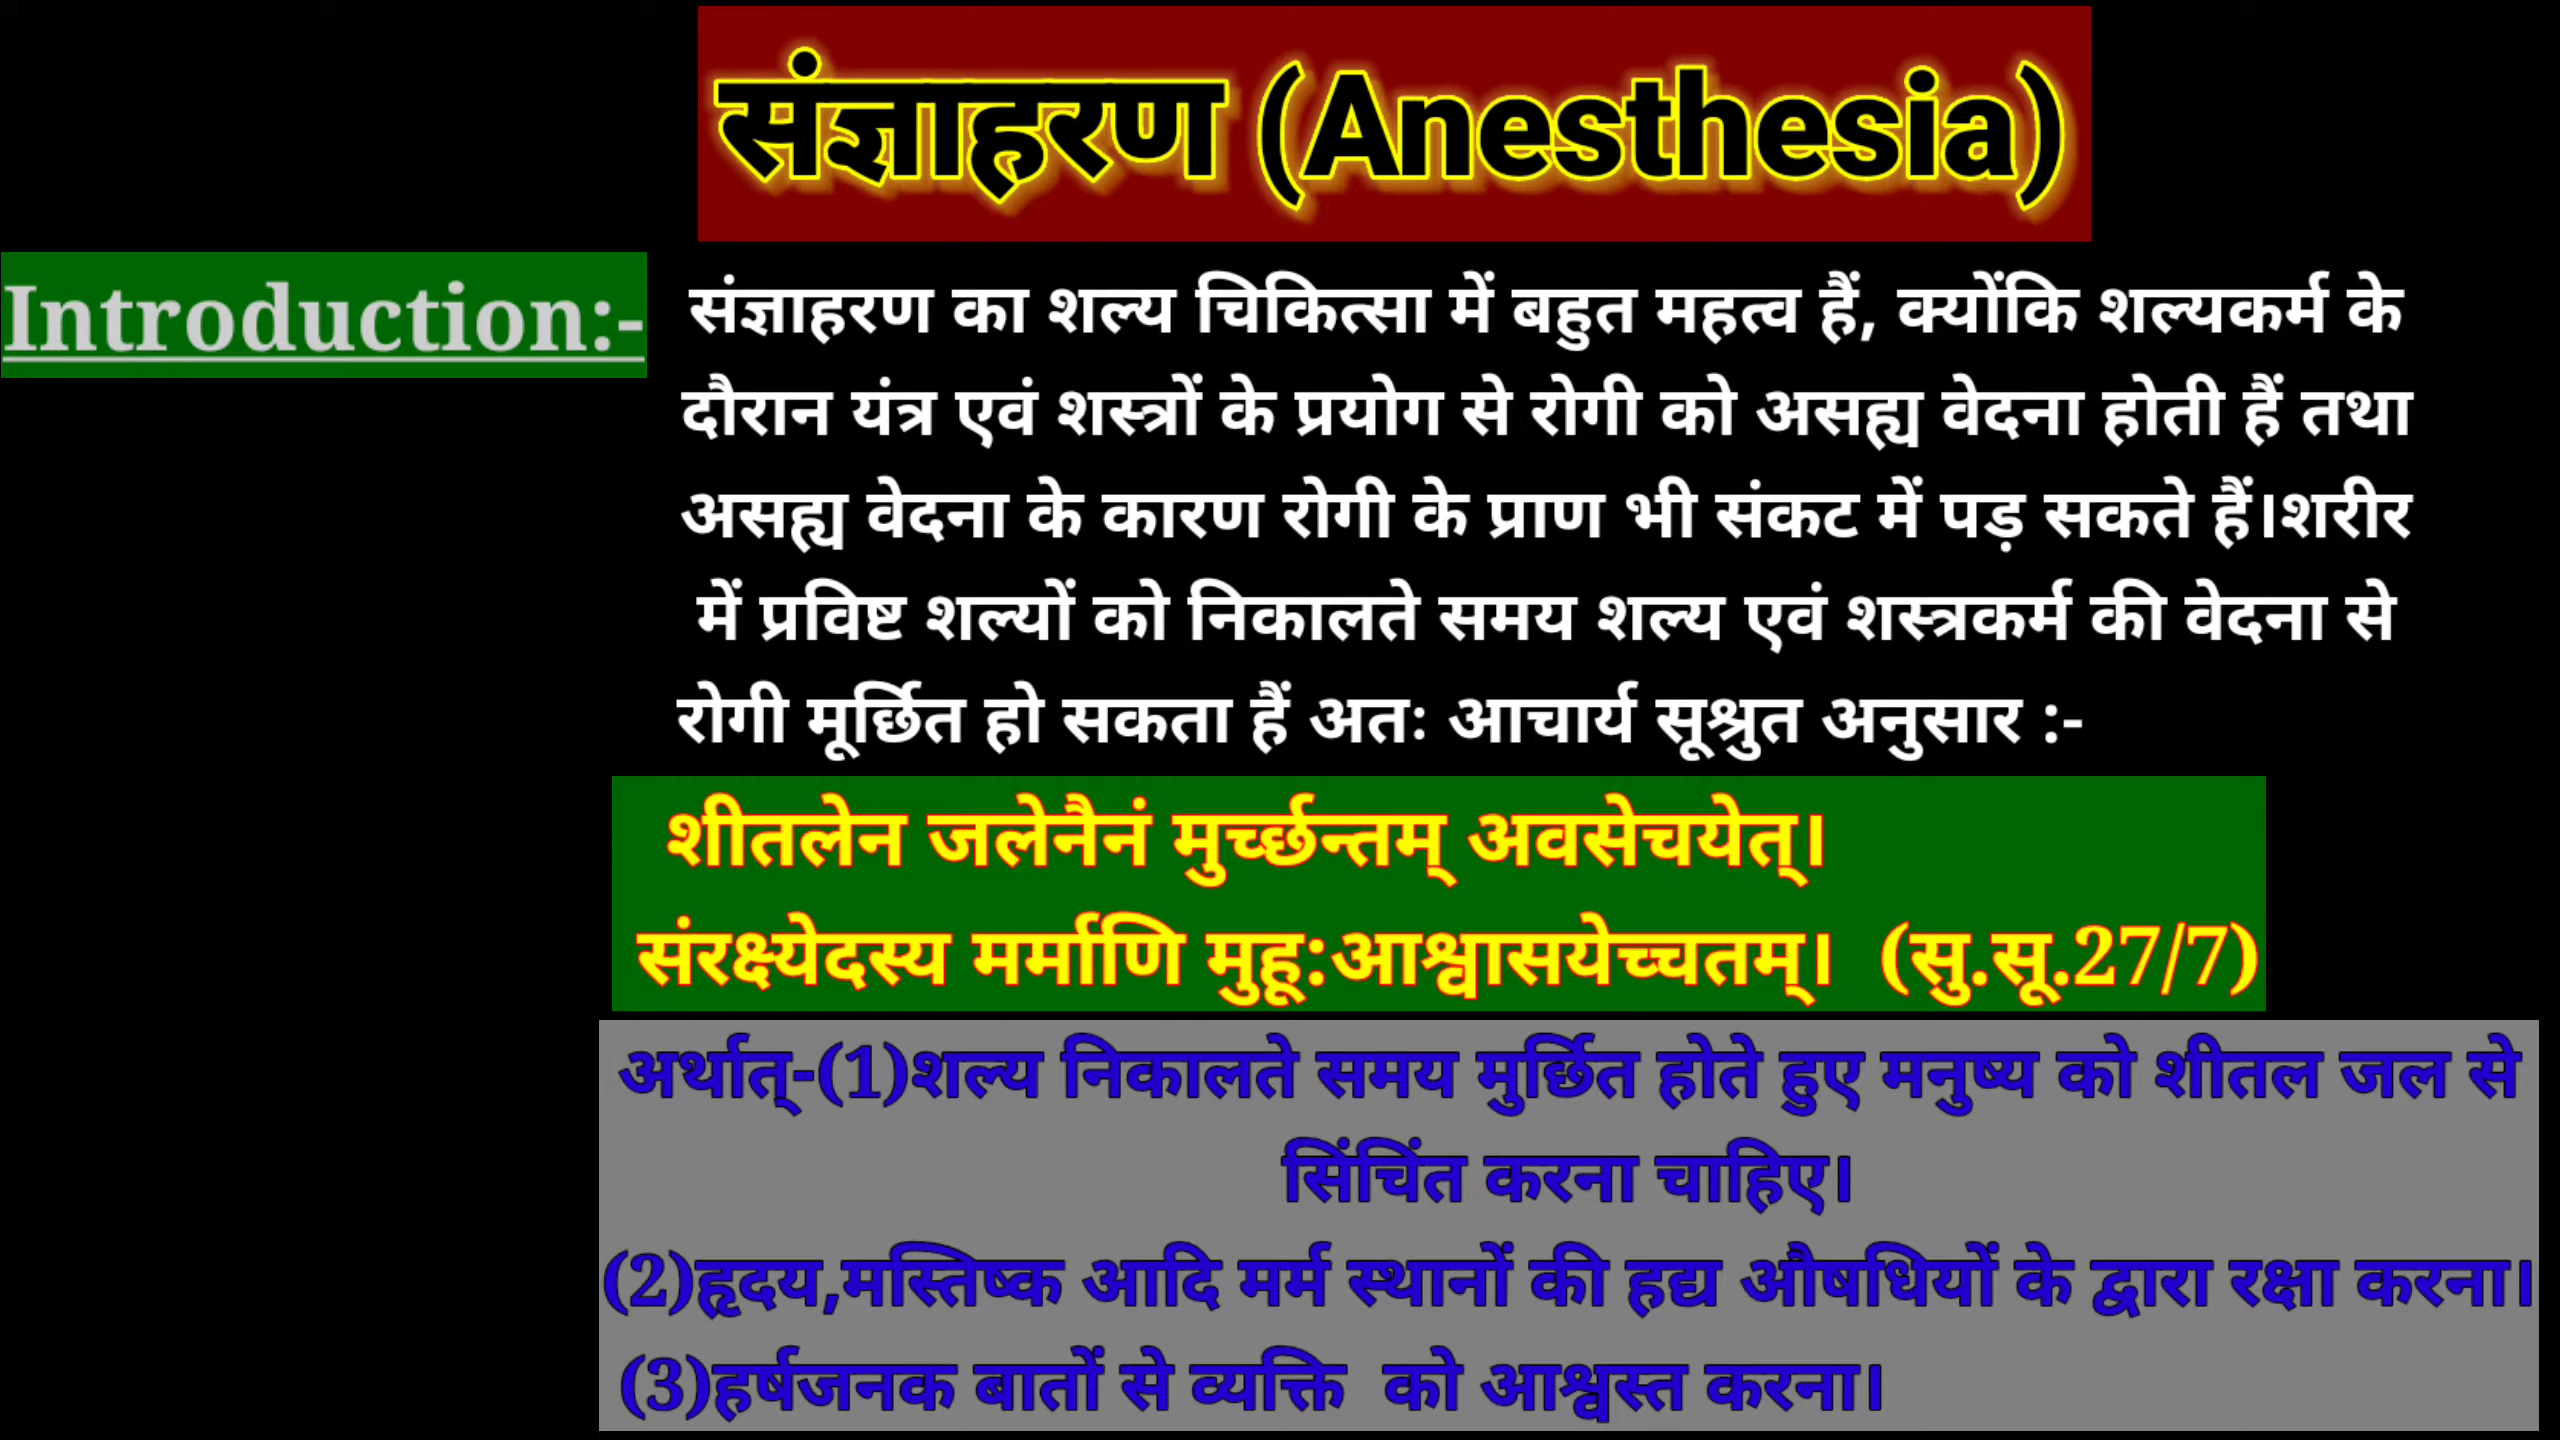 संज्ञाहरण (Anesthesia)
Introduction:-
संज्ञाहरण का शल्य चिकित्सा में बहुत महत्व हैं, क्योंकि शल्यकर्म के
दौरान यंत्र एवं शस्त्रों के प्रयोग से रोगी को असह्य वेदना होती हैं तथा
असह्य वेदना के कारण रोगी के प्राण भी संकट में पड़ सकते हैं।शरीर
में प्रविष्ट शल्यों को निकालते समय शल्य एवं शस्त्रकर्म की वेदना से
रोगी मूर्छित हो सकता हैं अतः आचार्य सूश्रुत अनुसार :-
शीतलेन जलेनैनं मुर्च्छन्तम् अवसेचयेत्।
संरक्ष्येदस्य मर्माणि मुहू:आश्वासयेच्चतम्। (सु.सू.27/7)
अर्थात्-(1)शल्य निकालते समय मुर्छित होते हुए मनुष्य को शीतल जल से
सिंचिंत करना चाहिए।
(2)हृदय,मस्तिष्क आदि मर्म स्थानों की हद्य औषधियों के द्वारा रक्षा करना।
(3)हर्षजनक बातों से व्यक्ति को आश्वस्त करना।